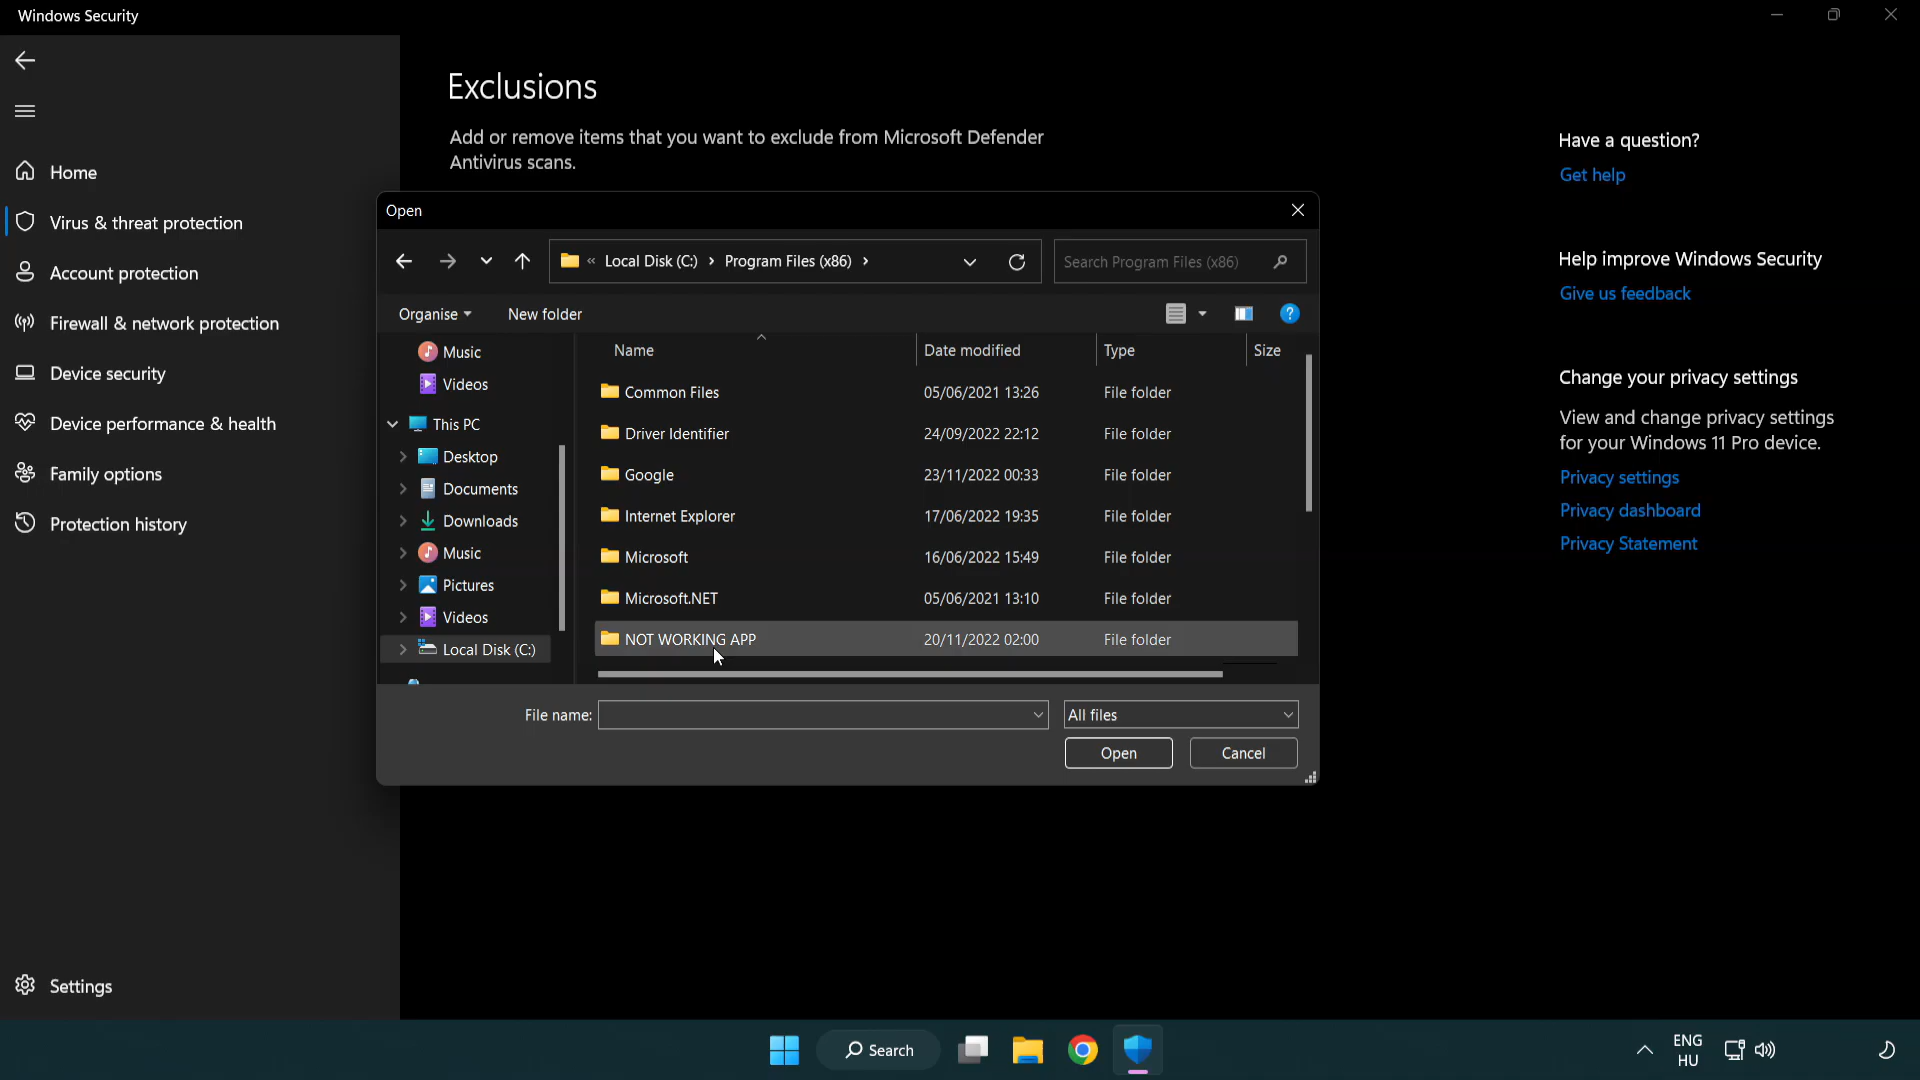 Windows Security
Home
Virus & threat protection
Account protection
Firewall & network protection
Device security
Device performance & health
Family options
Protection history
Settings
Exclusions
Add or remove items that you want to exclude from Microsoft Defender
Antivirus scans.
Open
« Local Disk (C:) › Program Files (x86) ›
Search Program Files (x86)
Organise
New folder
?
Music
Videos
This PC
Desktop
Documents
Downloads
Music
Pictures
Videos
Local Disk (C:)
Name Date modified Type Size
Common Files 05/06/2021 13:26 File folder
Driver Identifier 24/09/2022 22:12 File folder
Google 23/11/2022 00:33 File folder
Internet Explorer 17/06/2022 19:35 File folder
Microsoft 16/06/2022 15:49 File folder
Microsoft.NET 05/06/2021 13:10 File folder
NOT WORKING APP 20/11/2022 02:00 File folder
File name:
All files
Open
Cancel
Have a question?
Get help
Help improve Windows Security
Give us feedback
Change your privacy settings
View and change privacy settings
for your Windows 11 Pro device.
Privacy settings
Privacy dashboard
Privacy Statement
Search
ENG
HU